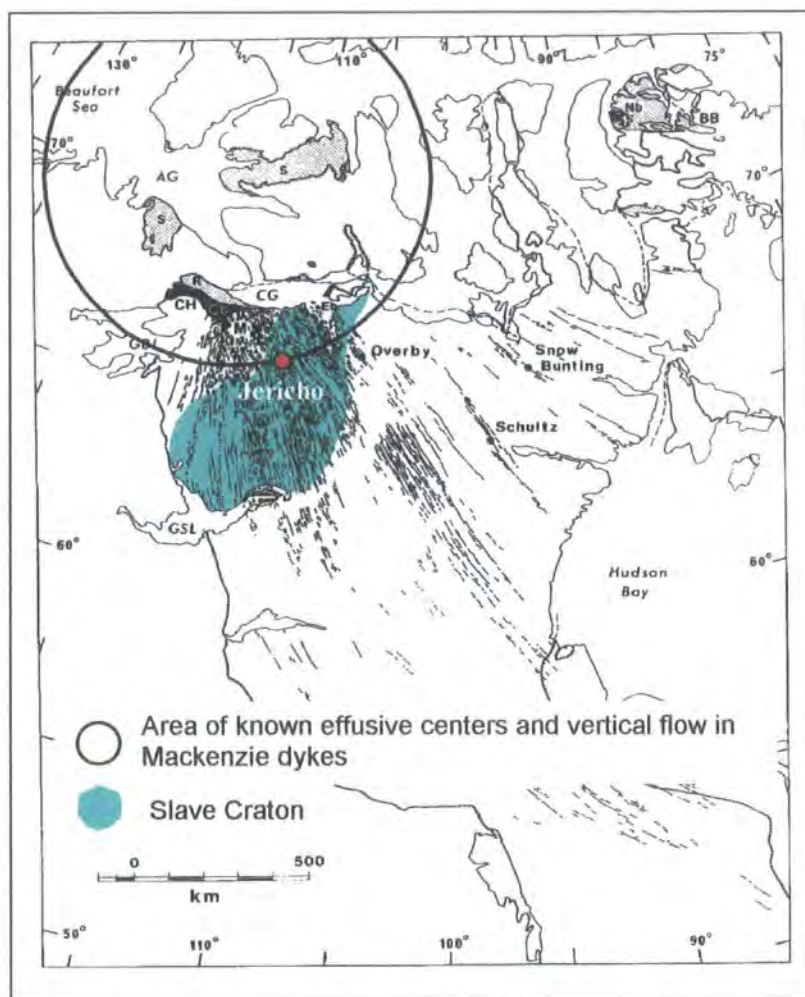 130°
110°
90°
75°
Beaufort
Sea
Nb
BB
70°
AG
S
70°
S
R
CG
CH
M
Overby
Snow
Bunting
Jericho
Schultz
GSL
60°
60°
Hudson
Bay
Area of known effusive centers and vertical flow in
Mackenzie dykes
Slave Craton
0 500
km
50°
110°
100°
90°